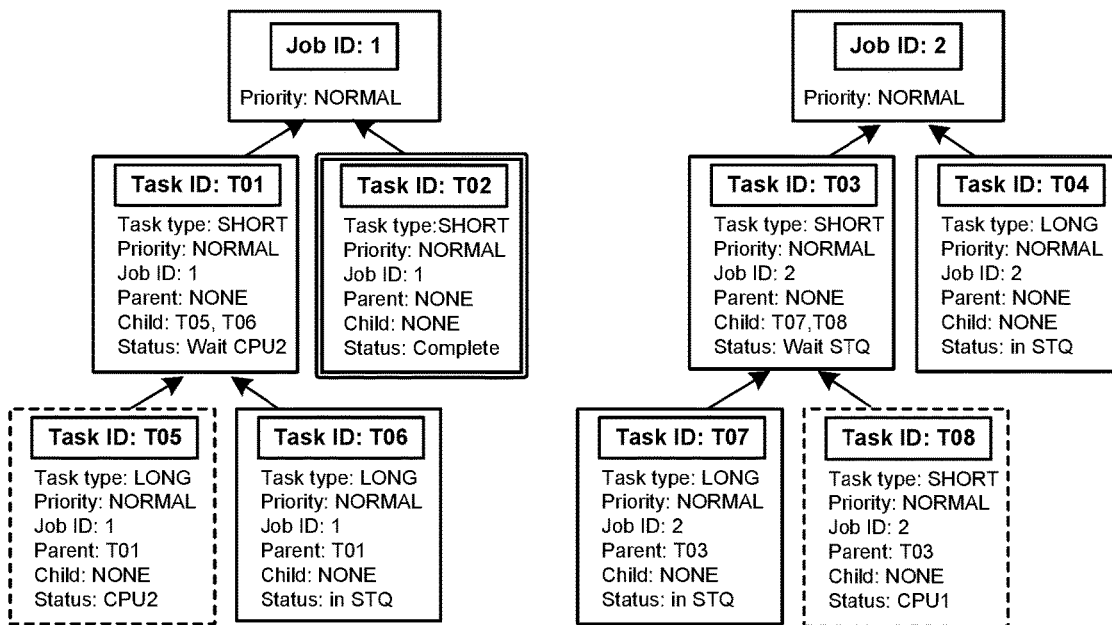 Job ID: 1
Priority: NORMAL
Job ID: 2
Priority: NORMAL
Task ID: T01
Task type: SHORT
Priority: NORMAL
Job ID: 1
Parent: NONE
Child: T05, T06
Status: Wait CPU2
Task ID: T02
Task type:SHORT
Priority: NORMAL
Job ID: 1
Parent: NONE
Child: NONE
Status: Complete
Task ID: T03
Task type: SHORT
Priority: NORMAL
Job ID: 2
Parent: NONE
Child: T07,T08
Status: Wait STQ
Task ID: T04
Task type: LONG
Priority: NORMAL
Job ID: 2
Parent: NONE
Child: NONE
Status: in STQ
Task ID: T05
Task type: LONG
Priority: NORMAL
Job ID: 1
Parent: T01
Child: NONE
Status: CPU2
Task ID: T06
Task type: LONG
Priority: NORMAL
Job ID: 1
Parent: T01
Child: NONE
Status: in STQ
Task ID: T07
Task type: LONG
Priority: NORMAL
Job ID: 2
Parent: T03
Child: NONE
Status: in STQ
Task ID: T08
Task type: SHORT
Priority: NORMAL
Job ID: 2
Parent: T03
Child: NONE
Status: CPU1